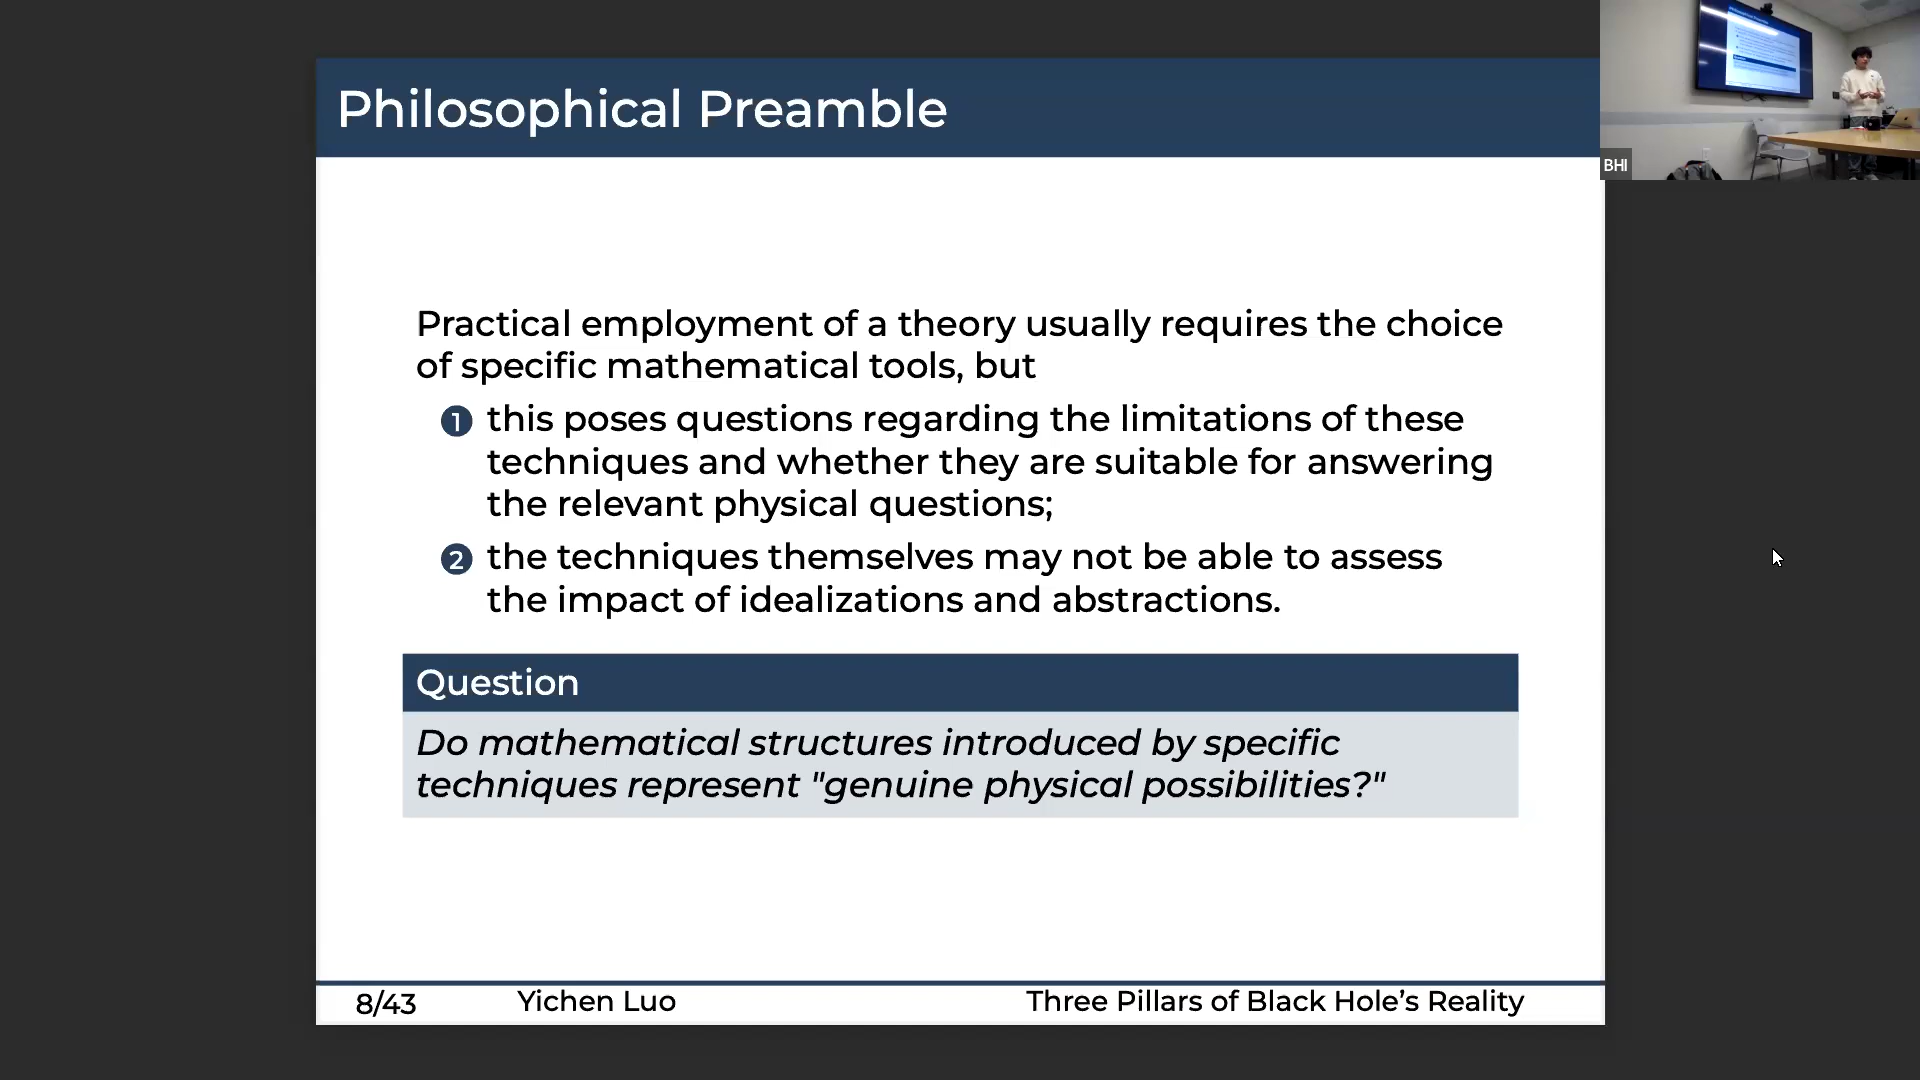 Philosophical Preamble
Practical employment of a theory usually requires the choice
of specific mathematical tools, but
1 this poses questions regarding the limitations of these
techniques and whether they are suitable for answering
the relevant physical questions;
2 the techniques themselves may not be able to assess
the impact of idealizations and abstractions.
Question
Do mathematical structures introduced by specific
techniques represent "genuine physical possibilities?"
8/43 Yichen Luo Three Pillars of Black Hole’s Reality
BHI